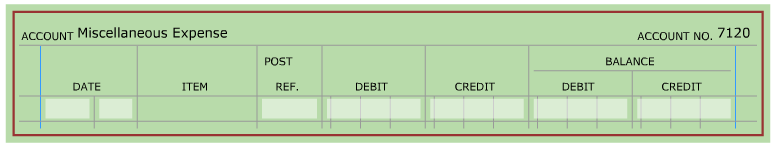 ACCOUNT Miscellaneous Expense ACCOUNT NO. 7120
POST BALANCE
DATE ITEM REF. DEBIT CREDIT DEBIT CREDIT